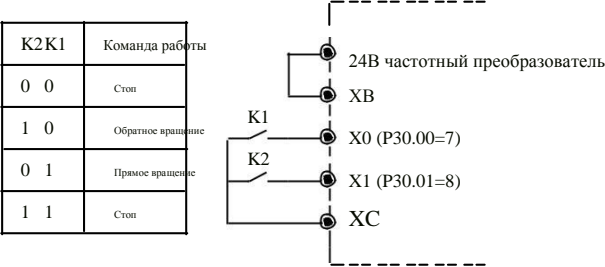 K2K1 Команда работы
0 0 Стоп
1 0 Обратное вращение
0 1 Прямое вращение
1 1 Стоп
24В частотный преобразователь
XB
K1
X0 (P30.00=7)
K2
X1 (P30.01=8)
XC